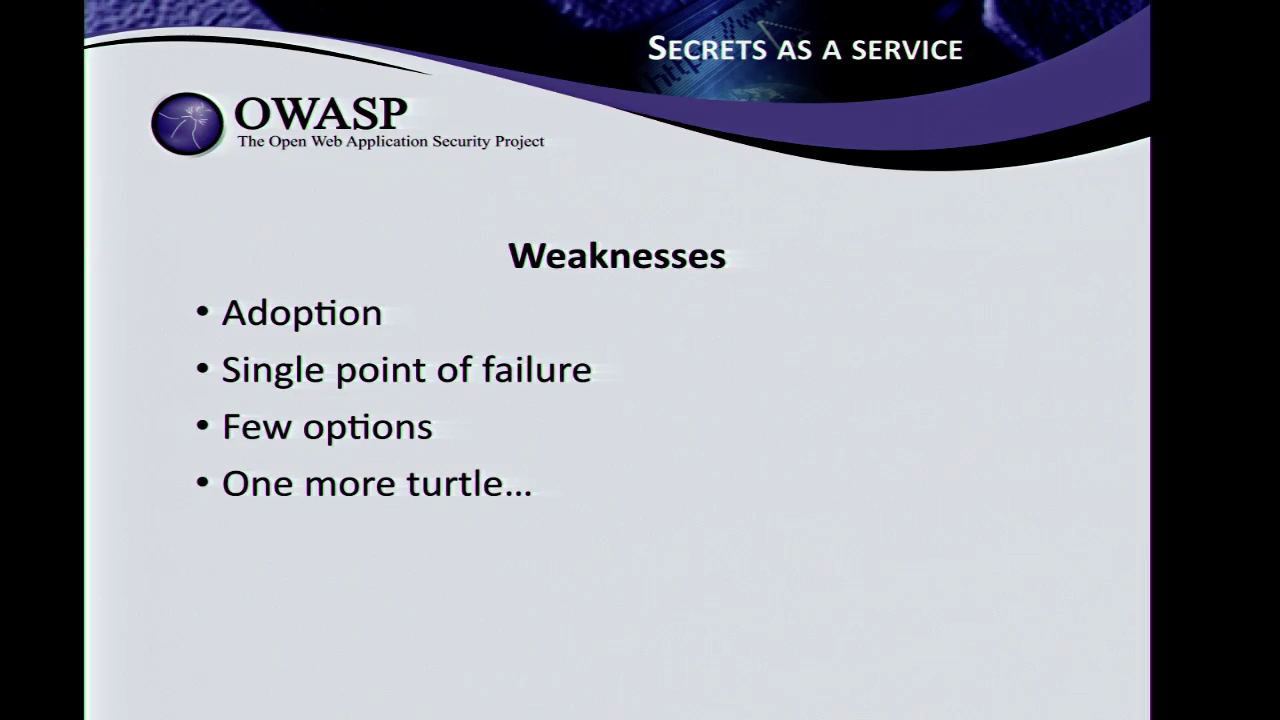 SECRETS AS A SERVICE
OWASP
The Open Web Application Security Project
Weaknesses
• Adoption
• Single point of failure
• Few options
• One more turtle...